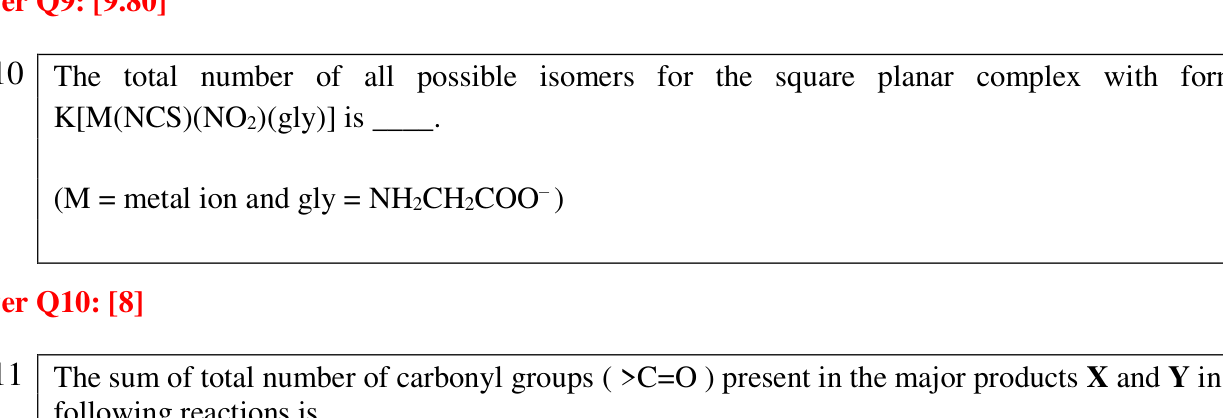 er Q9: [9.80]
10 The total number of all possible isomers for the square planar complex with for
K[M(NCS)(NO₂)(gly)] is ____.
(M = metal ion and gly = NH₂CH₂COO⁻ )
er Q10: [8]
11 The sum of total number of carbonyl groups ( >C=O ) present in the major products X and Y in
following reactions is